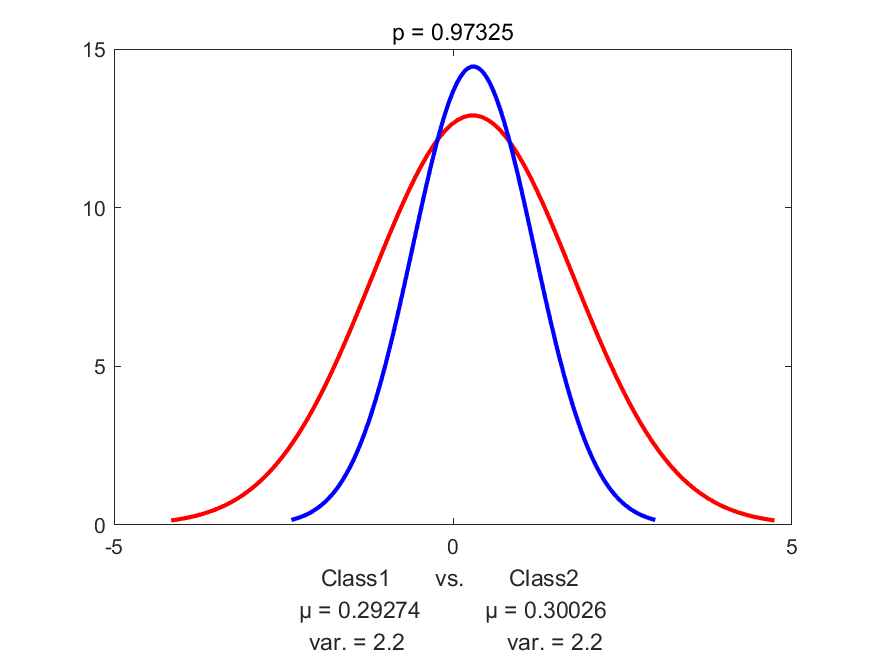 p = 0.97325
15
10
5
0
-5 0 5
Class1 vs. Class2
μ = 0.29274 μ = 0.30026
var. = 2.2 var. = 2.2